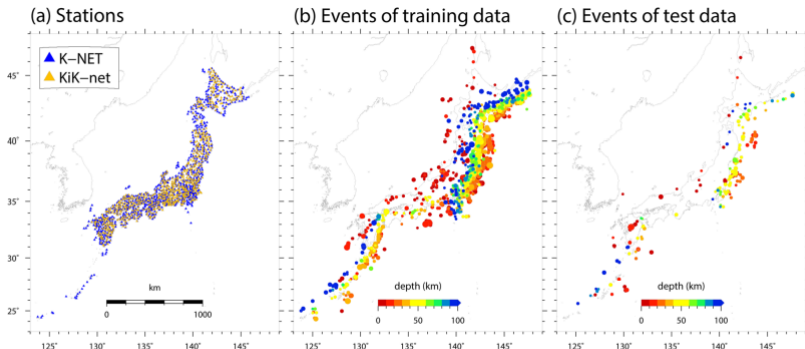 (a) Stations
(b) Events of training data
(c) Events of test data
K-NET
KiK-net
45°
40°
35°
30°
25°
km
0 1000
depth (km)
0 50 100
depth (km)
0 50 100
125° 130° 135° 140° 145°
125° 130° 135° 140° 145°
125° 130° 135° 140° 145°